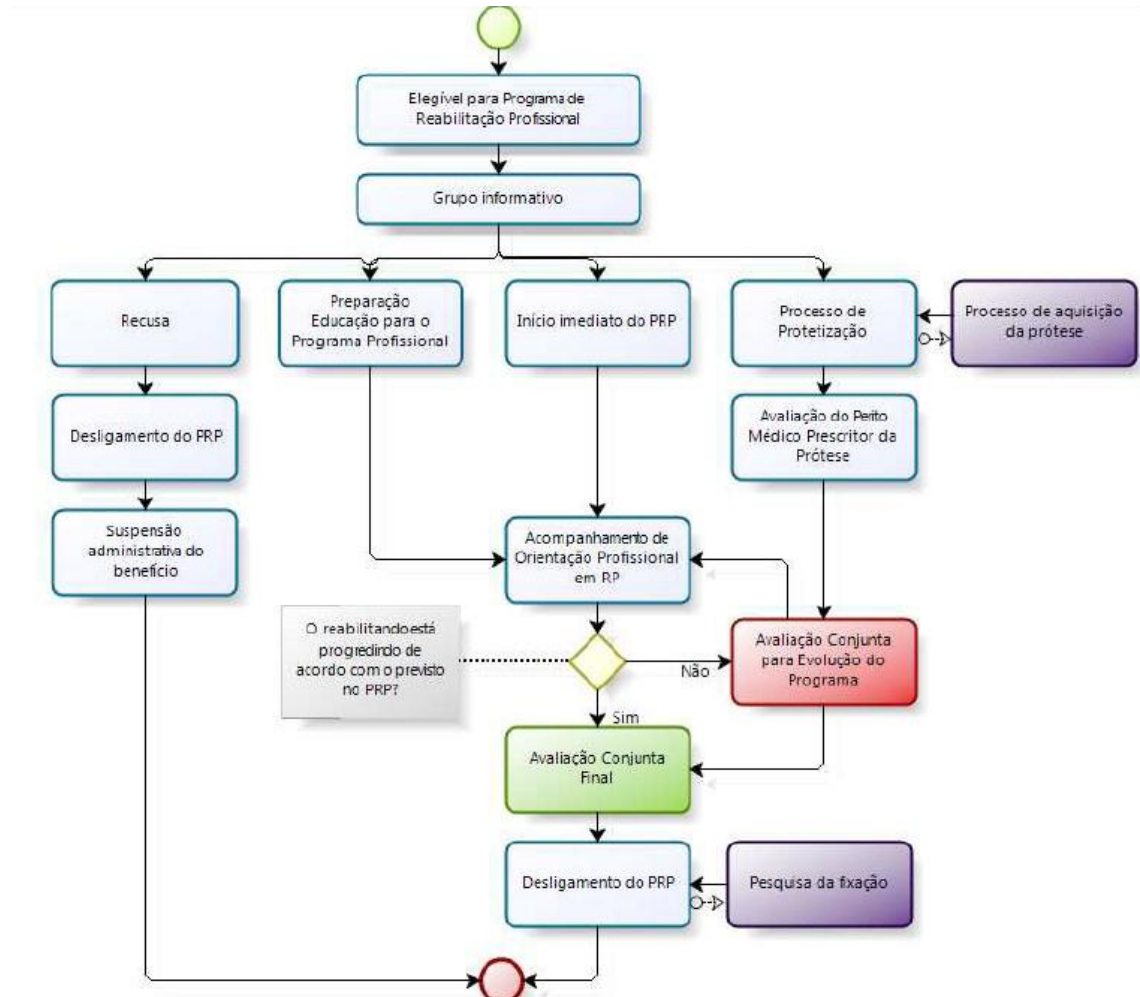 Elegível para Programa de
Reabilitação Profissional
Grupo informativo
Recusa
Preparação
Educação para o
Programa Profissional
Início imediato do PRP
Processo de
Protetização
Processo de aquisição
da prótese
Desligamento do PRP
Avaliação do Perito
Médico Prescritor da
Prótese
Suspensão
administrativa do
benefício
Acompanhamento de
Orientação Profissional
em RP
O reabilitando está
progredindo de
acordo com o previsto
no PRP?
Não
Avaliação Conjunta
para Evolução do
Programa
Sim
Avaliação Conjunta
Final
Desligamento do PRP
Pesquisa da fixação